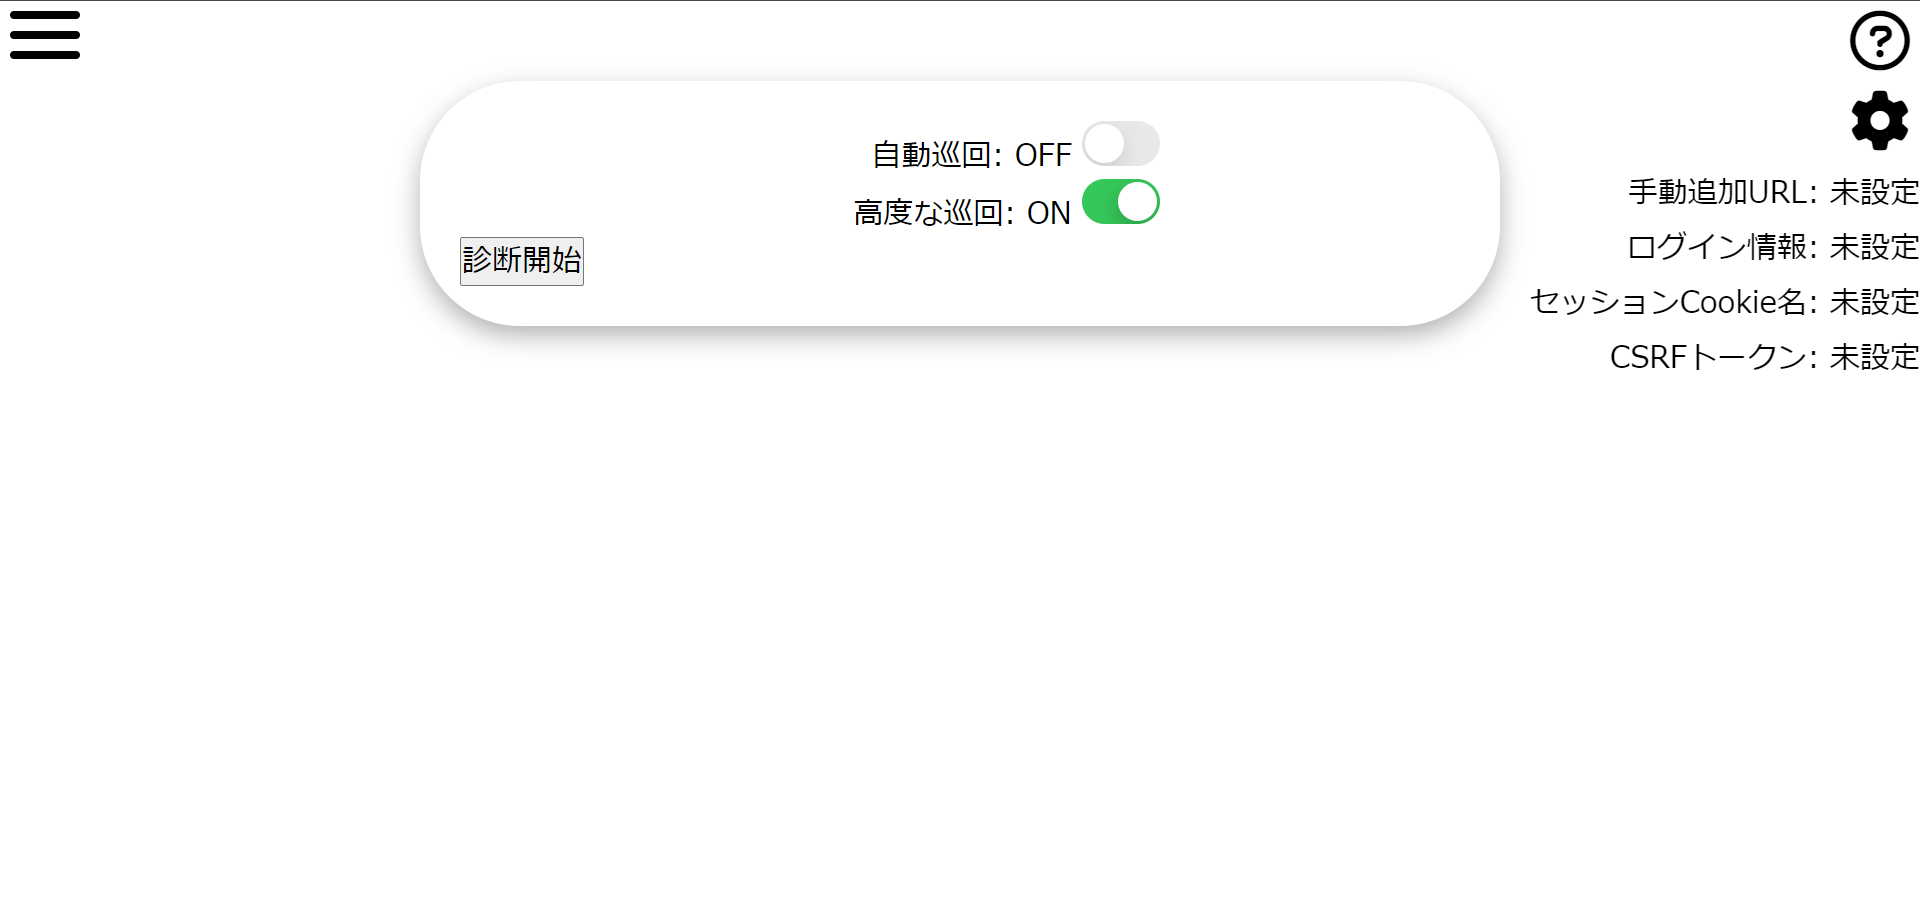 自動巡回: OFF
高度な巡回: ON
診断開始
手動追加URL: 未設定
ログイン情報: 未設定
セッションCookie名: 未設定
CSRFトークン: 未設定